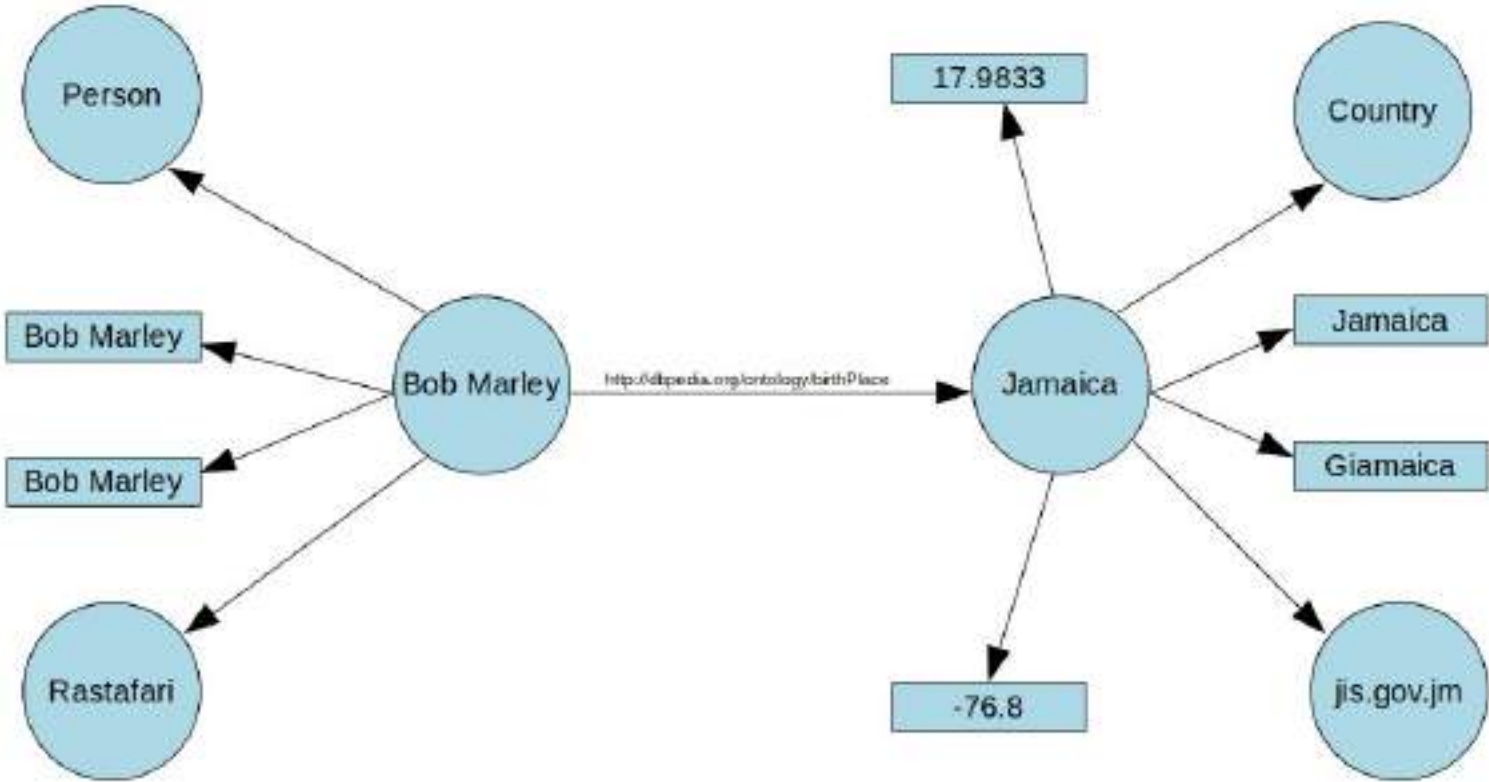 Person
17.9833
Country
Bob Marley
Jamaica
Bob Marley
http://dbpedia.org/ontology/birthPlace
Jamaica
Bob Marley
Giamaica
Rastafari
-76.8
jis.gov.jm